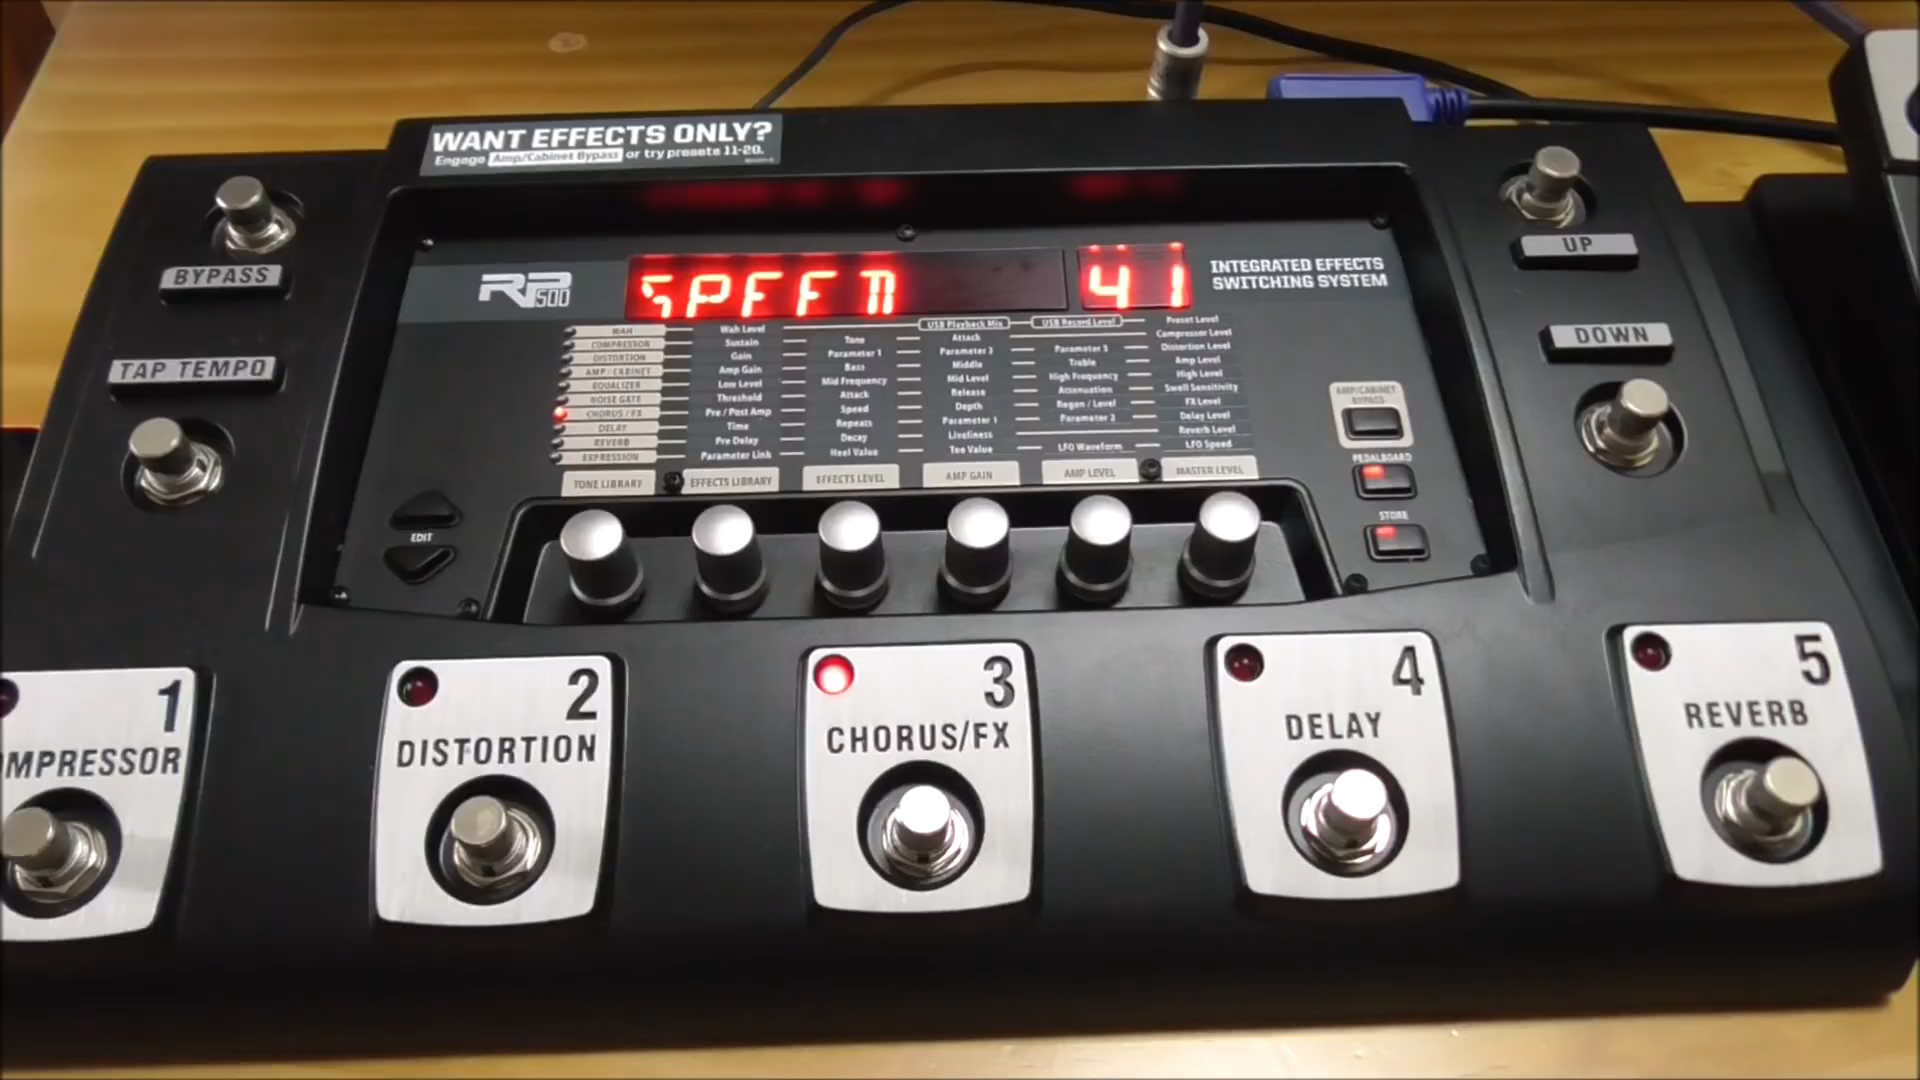 WANT EFFECTS ONLY?
Engage Amp/Cabinet Bypass or try presets 11-20.
BYPASS
UP
RP500
SPEED
41
INTEGRATED EFFECTS
SWITCHING SYSTEM
TAP TEMPO
DOWN
USB Playback Mix USB Record Level Preset Level
WAH Wah Level
COMPRESSOR Sustain Tone Attack Compressor Level
DISTORTION Gain Parameter 1 Parameter 2 Parameter 3 Distortion Level
AMP / CABINET Amp Gain Bass Middle Treble Amp Level
EQUALIZER Low Level Mid Frequency Mid Level High Frequency High Level
NOISE GATE Threshold Attack Release Attenuation Swell Sensitivity
CHORUS / FX Pre / Post Amp Speed Depth Regen / Level FX Level
DELAY Time Repeats Parameter 1 Parameter 2 Delay Level
REVERB Pre Delay Decay Liveliness Reverb Level
EXPRESSION Parameter Link Heel Value Toe Value LFO Waveform LFO Speed
TONE LIBRARY EFFECTS LIBRARY EFFECTS LEVEL AMP GAIN AMP LEVEL MASTER LEVEL
AMP/CABINET
BYPASS
PEDALBOARD
STORE
EDIT
1
OMPRESSOR
2
DISTORTION
3
CHORUS/FX
4
DELAY
5
REVERB